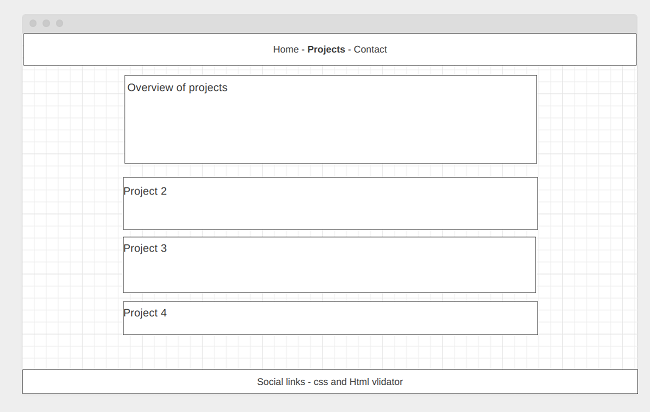 Home - Projects - Contact
Overview of projects
Project 2
Project 3
Project 4
Social links - css and Html vlidator